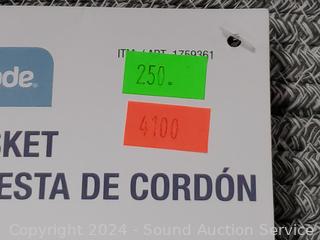 ITM. / ART. 1759361
ode®
250.
4100
SKET
ESTA DE CORDÓN
Copyright 2024 - Sound Auction Service